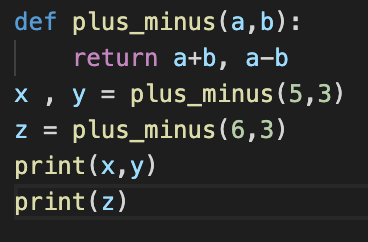 def plus_minus(a,b):
    return a+b, a-b
x , y = plus_minus(5,3)
z = plus_minus(6,3)
print(x,y)
print(z)